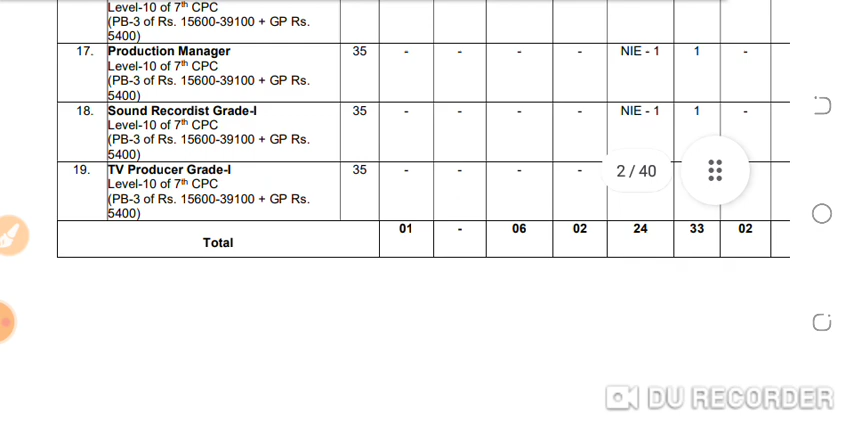 Level-10 of 7th CPC
(PB-3 of Rs. 15600-39100 + GP Rs.
5400)
17. Production Manager 35 - - - - NIE - 1 1 -
Level-10 of 7th CPC
(PB-3 of Rs. 15600-39100 + GP Rs.
5400)
18. Sound Recordist Grade-I 35 - - - - NIE - 1 1 -
Level-10 of 7th CPC
(PB-3 of Rs. 15600-39100 + GP Rs.
5400)
19. TV Producer Grade-I 35 - - - -
Level-10 of 7th CPC
(PB-3 of Rs. 15600-39100 + GP Rs.
5400)
2 / 40
Total 01 - 06 02 24 33 02
DU RECORDER